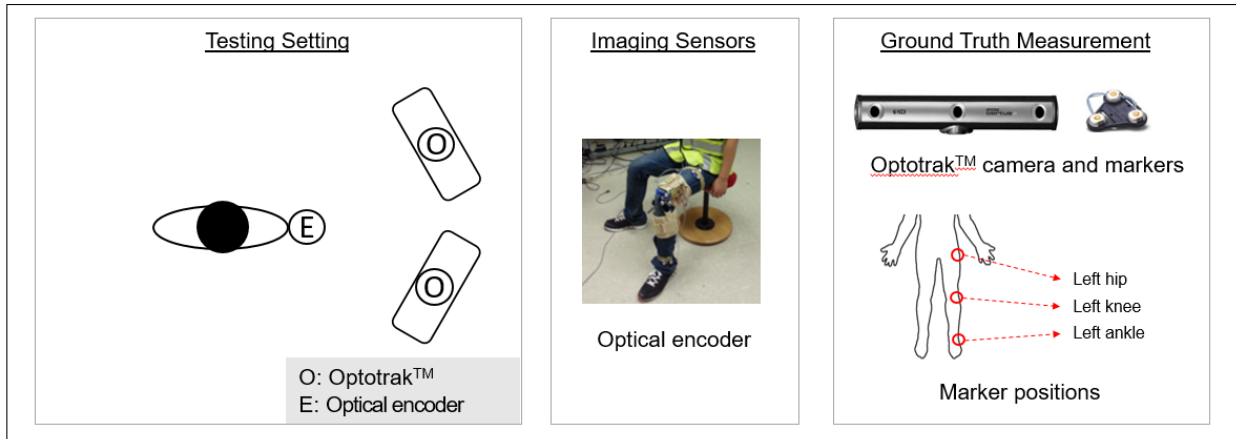 Testing Setting
O
E
O
O: Optotrak™
E: Optical encoder
Imaging Sensors
Optical encoder
Ground Truth Measurement
NDI
Optotrak™ camera and markers
Left hip
Left knee
Left ankle
Marker positions